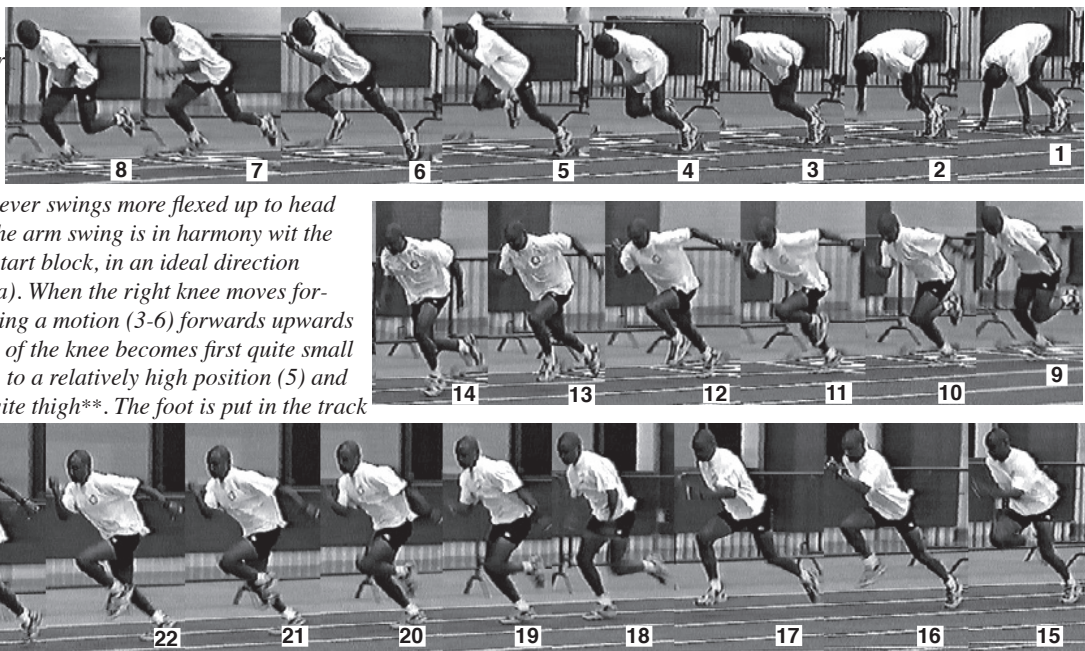 r
8 7 6 5 4 3 2 1
ever swings more flexed up to head
he arm swing is in harmony wit the
tart block, in an ideal direction
a). When the right knee moves for-
ing a motion (3-6) forwards upwards
of the knee becomes first quite small
to a relatively high position (5) and
ite thigh**. The foot is put in the track
14 13 12 11 10 9
22 21 20 19 18 17 16 15